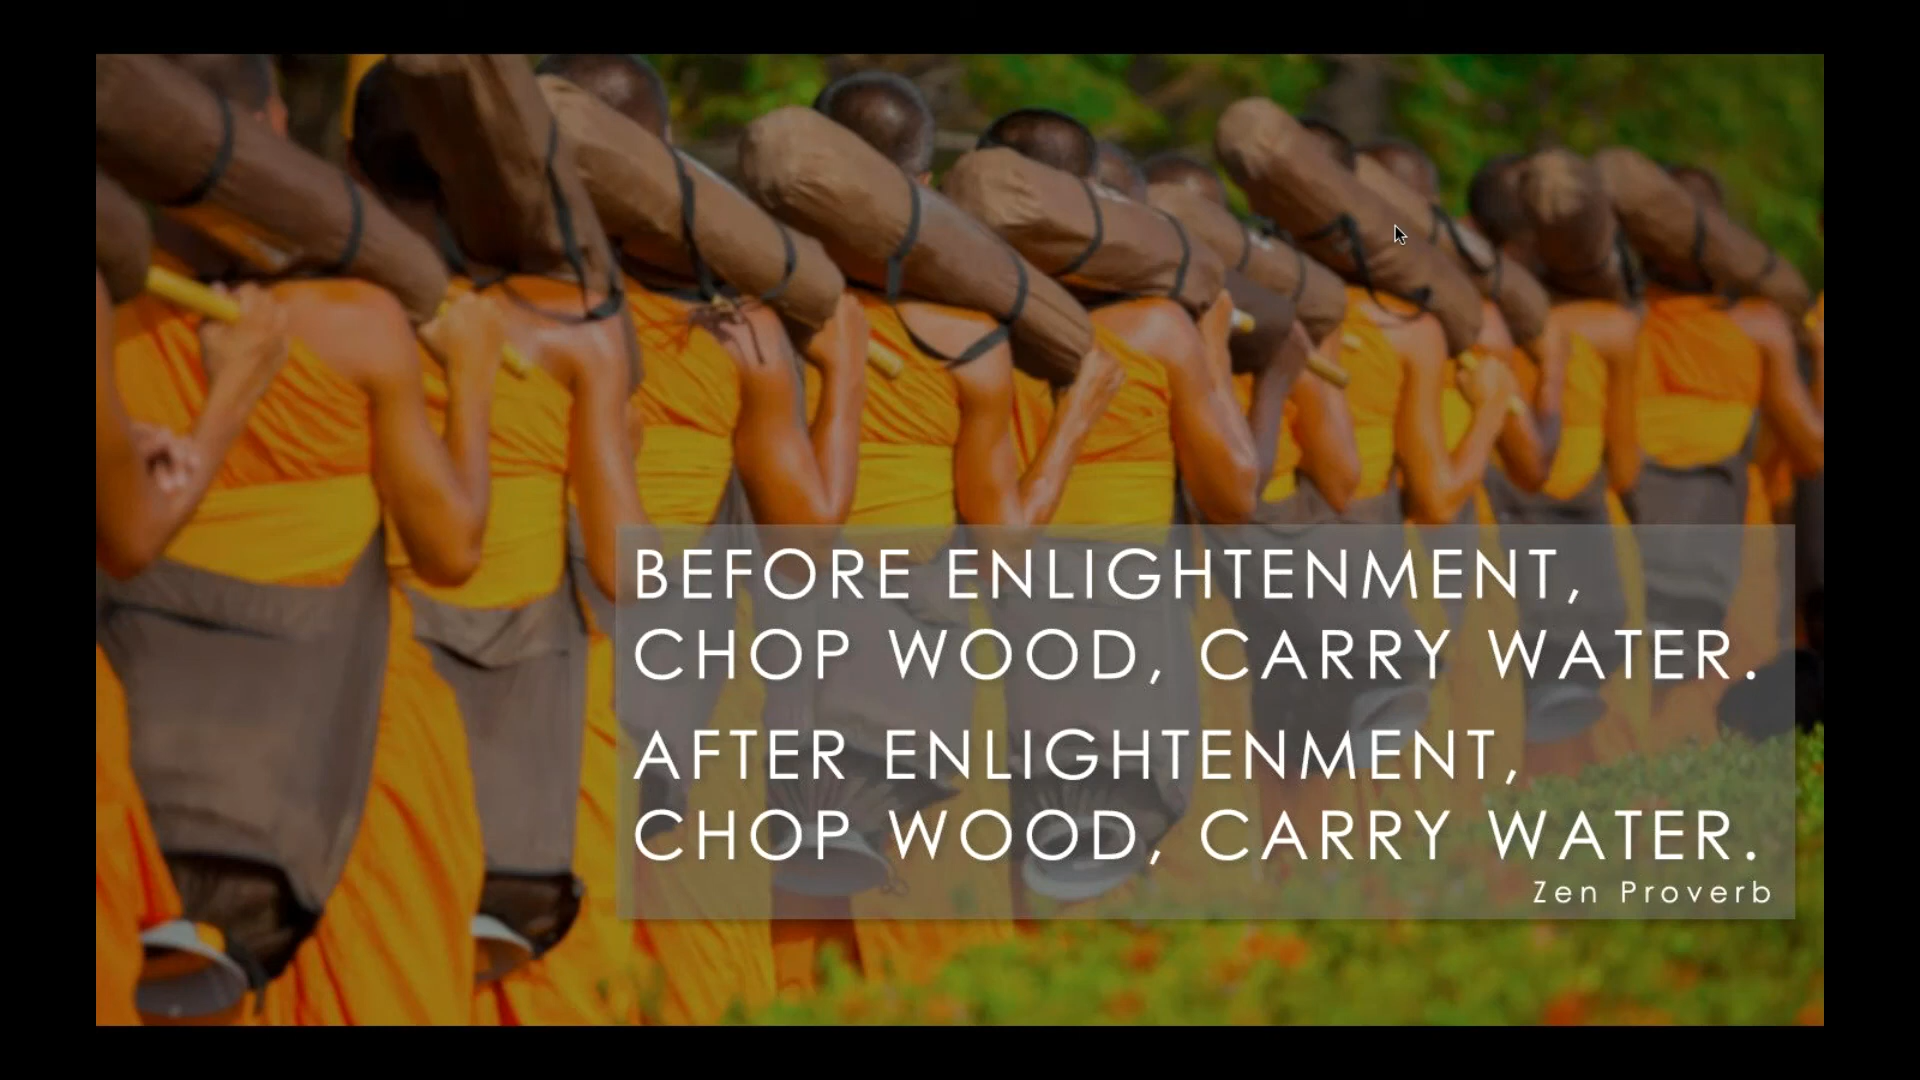 BEFORE ENLIGHTENMENT,
CHOP WOOD, CARRY WATER.
AFTER ENLIGHTENMENT,
CHOP WOOD, CARRY WATER.
Zen Proverb